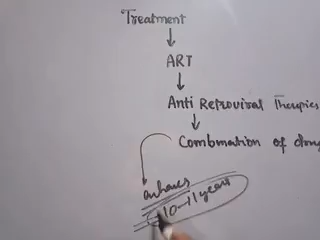 Treatment
ART
Anti Retroviral Therapies
Combination of
enhances
10-11 years